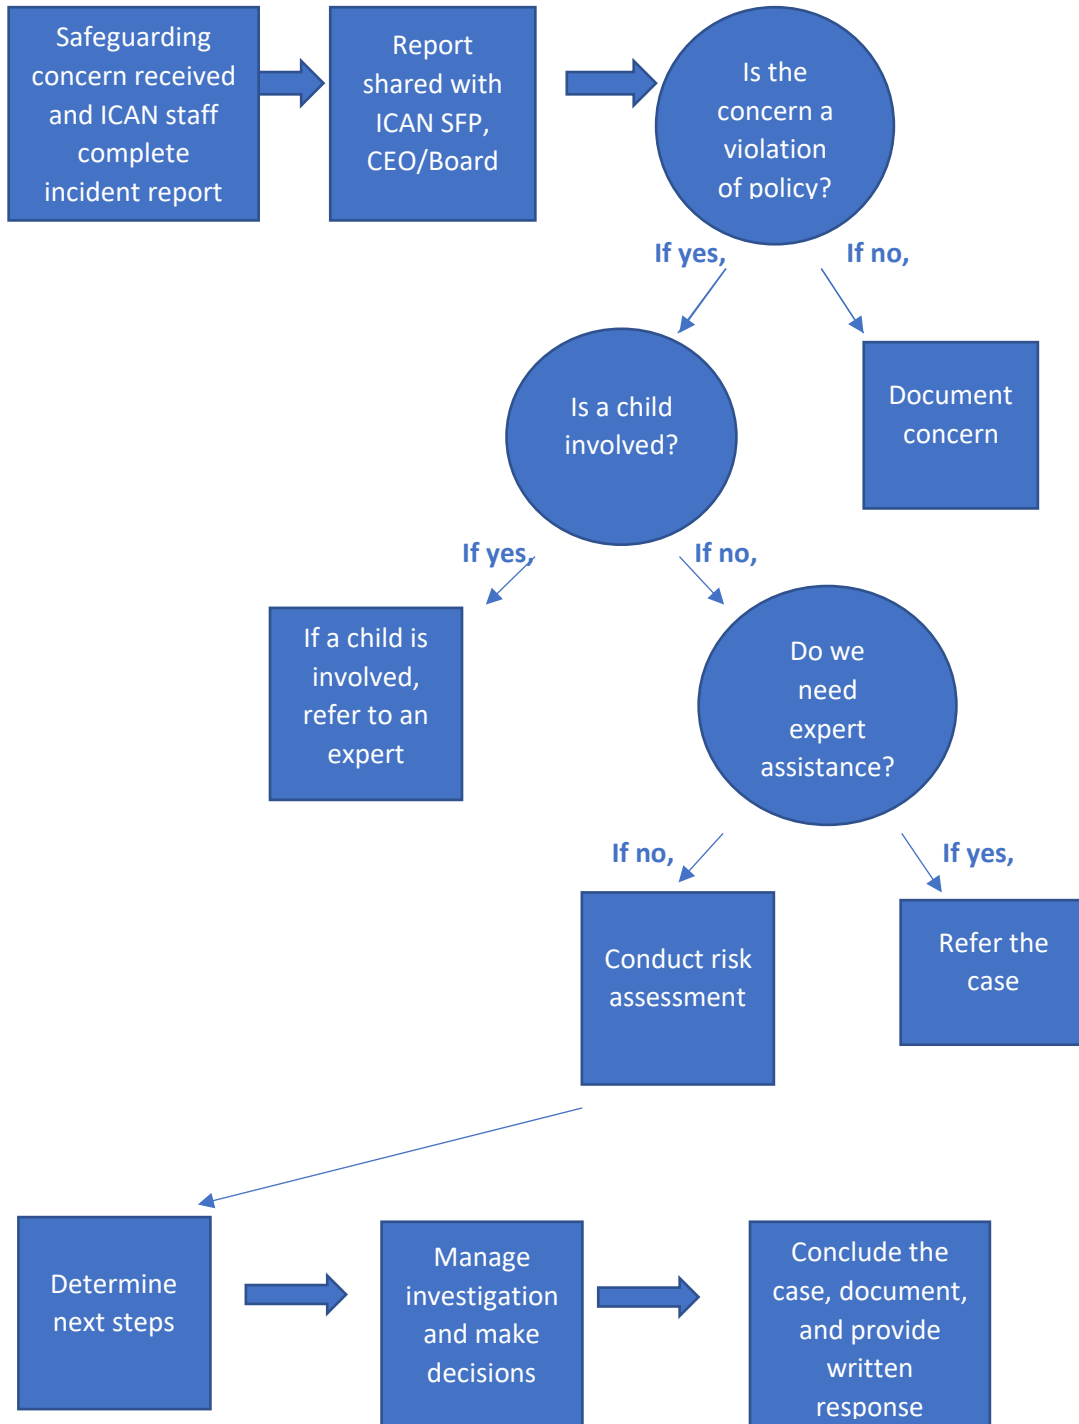 Safeguarding
concern received
and ICAN staff
complete
incident report
Report
shared with
ICAN SFP,
CEO/Board
Is the
concern a
violation
of policy?
If yes,
If no,
Is a child
involved?
Document
concern
If yes,
If no,
If a child is
involved,
refer to an
expert
Do we
need
expert
assistance?
If no,
If yes,
Conduct risk
assessment
Refer the
case
Determine
next steps
Manage
investigation
and make
decisions
Conclude the
case, document,
and provide
written
response